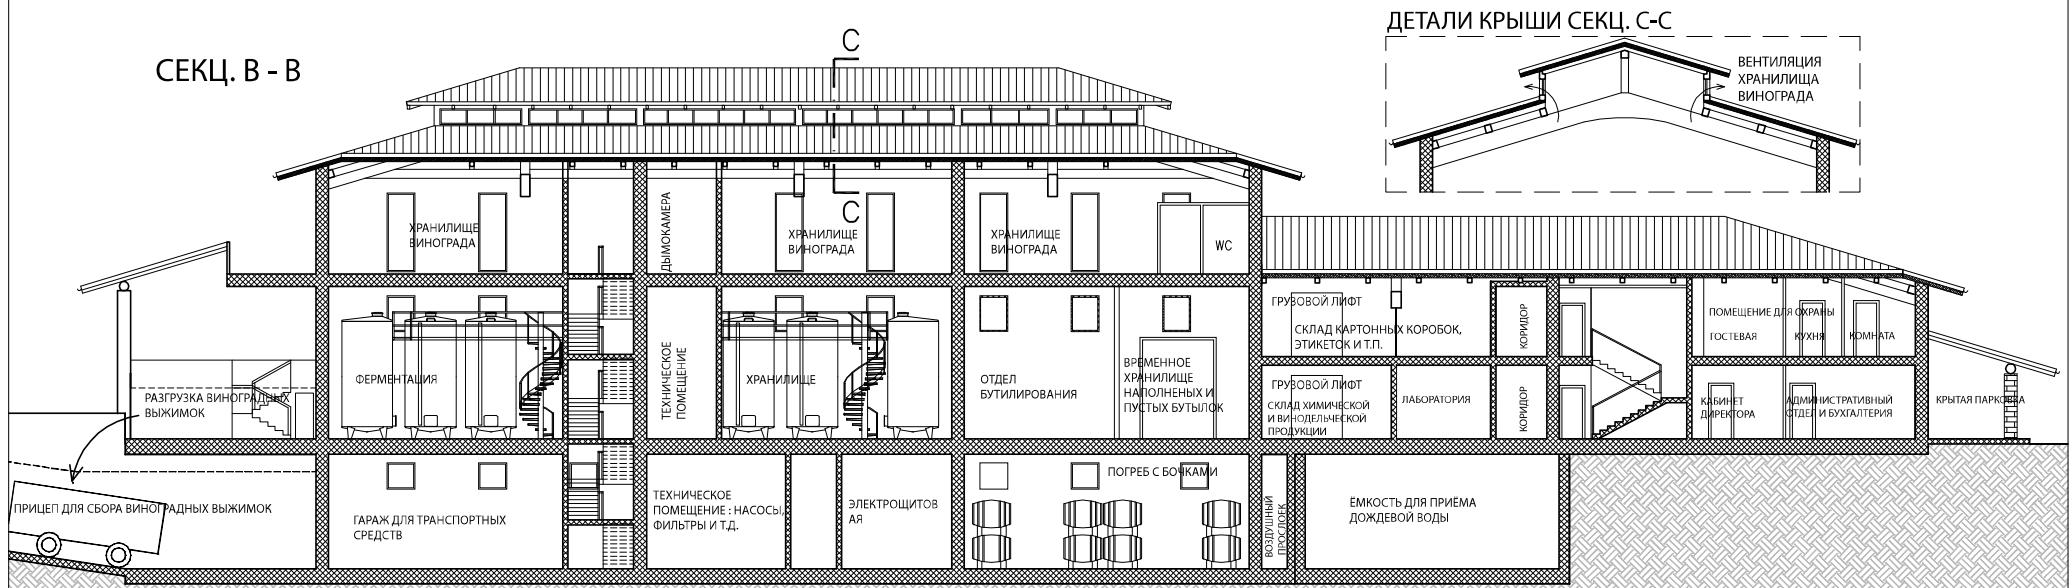 ДЕТАЛИ КРЫШИ СЕКЦ. С-С
С
СЕКЦ. В - В
ВЕНТИЛЯЦИЯ
ХРАНИЛИЩА
ВИНОГРАДА
С
ХРАНИЛИЩЕ
ВИНОГРАДА
ДЫМОКАМЕРА
ХРАНИЛИЩЕ
ВИНОГРАДА
ХРАНИЛИЩЕ
ВИНОГРАДА
WC
ГРУЗОВОЙ ЛИФТ
СКЛАД КАРТОННЫХ КОРОБОК,
ЭТИКЕТОК И Т.П.
КОРИДОР
ПОМЕЩЕНИЕ ДЛЯ ОХРАНЫ
ГОСТЕВАЯ
КУХНЯ
КОМНАТА
РАЗГРУЗКА ВИНОГРАДНЫХ
ВЫЖИМОК
ФЕРМЕНТАЦИЯ
ТЕХНИЧЕСКОЕ
ПОМЕЩЕНИЕ
ХРАНИЛИЩЕ
ОТДЕЛ
БУТИЛИРОВАНИЯ
ВРЕМЕННОЕ
ХРАНИЛИЩЕ
НАПОЛНЕНЫХ И
ПУСТЫХ БУТЫЛОК
ГРУЗОВОЙ ЛИФТ
СКЛАД ХИМИЧЕСКОЙ
И ВИНОДЕЛЬЧЕСКОЙ
ПРОДУКЦИИ
ЛАБОРАТОРИЯ
КОРИДОР
КАБИНЕТ
ДИРЕКТОРА
АДМИНИСТРАТИВНЫЙ
ОТДЕЛ И БУХГАЛТЕРИЯ
КРЫТАЯ ПАРКОВКА
ПРИЦЕП ДЛЯ СБОРА ВИНОГРАДНЫХ ВЫЖИМОК
ГАРАЖ ДЛЯ ТРАНСПОРТНЫХ
СРЕДСТВ
ТЕХНИЧЕСКОЕ
ПОМЕЩЕНИЕ : НАСОСЫ,
ФИЛЬТРЫ И Т.Д.
ЭЛЕКТРОЩИТОВ
АЯ
ПОГРЕБ С БОЧКАМИ
ВОЗДУШНЫЙ
ПРОСЛОЕК
ЁМКОСТЬ ДЛЯ ПРИЁМА
ДОЖДЕВОЙ ВОДЫ